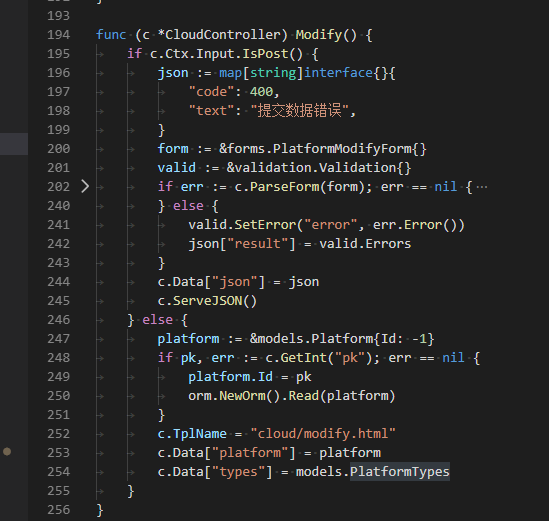 192 }
193
194 func (c *CloudController) Modify() {
195 if c.Ctx.Input.IsPost() {
196 json := map[string]interface{}{
197 "code": 400,
198 "text": "提交数据错误",
199 }
200 form := &forms.PlatformModifyForm{}
201 valid := &validation.Validation{}
202 if err := c.ParseForm(form); err == nil {···
240 } else {
241 valid.SetError("error", err.Error())
242 json["result"] = valid.Errors
243 }
244 c.Data["json"] = json
245 c.ServeJSON()
246 } else {
247 platform := &models.Platform{Id: -1}
248 if pk, err := c.GetInt("pk"); err == nil {
249 platform.Id = pk
250 orm.NewOrm().Read(platform)
251 }
252 c.TplName = "cloud/modify.html"
253 c.Data["platform"] = platform
254 c.Data["types"] = models.PlatformTypes
255 }
256 }